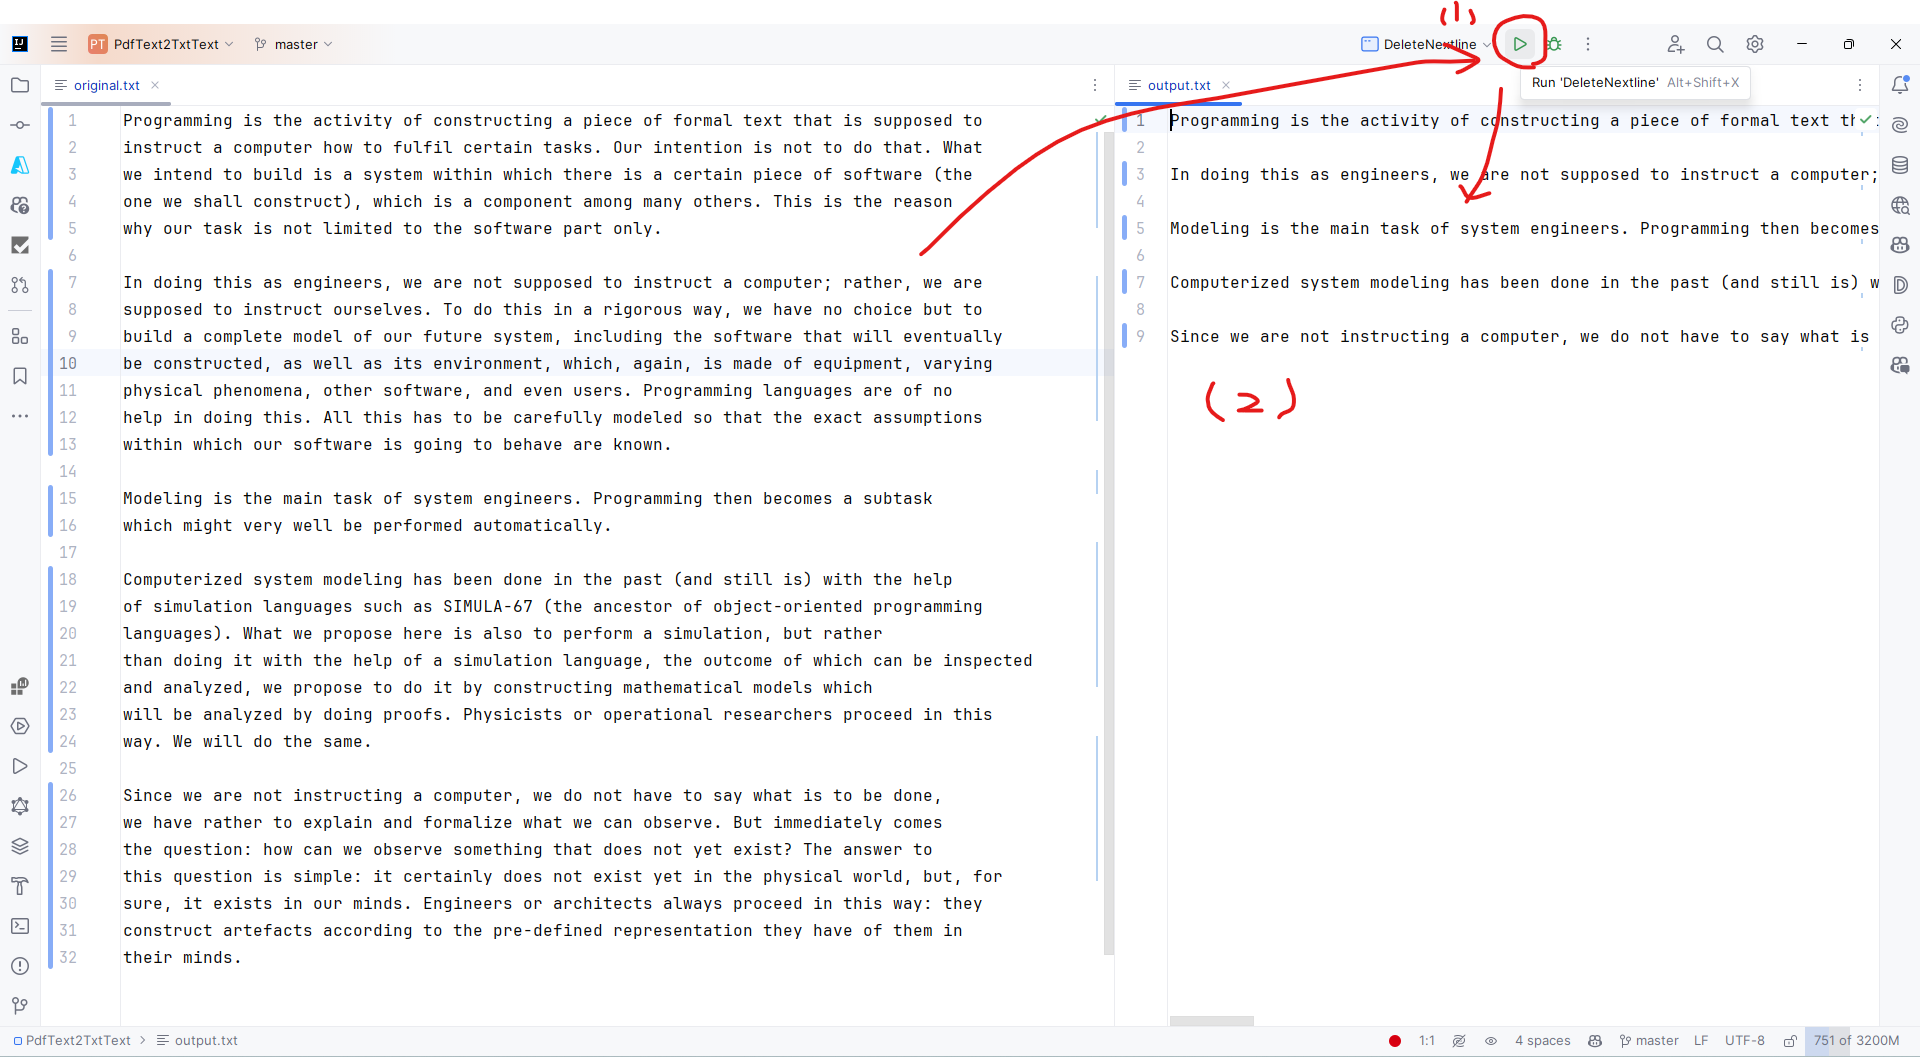 (1)
PT PdfText2TxtText master DeleteNextline
original.txt output.txt Run 'DeleteNextline' Alt+Shift+X
1 Programming is the activity of constructing a piece of formal text that is supposed to
2 instruct a computer how to fulfil certain tasks. Our intention is not to do that. What
3 we intend to build is a system within which there is a certain piece of software (the
4 one we shall construct), which is a component among many others. This is the reason
5 why our task is not limited to the software part only.
6
7 In doing this as engineers, we are not supposed to instruct a computer; rather, we are
8 supposed to instruct ourselves. To do this in a rigorous way, we have no choice but to
9 build a complete model of our future system, including the software that will eventually
10 be constructed, as well as its environment, which, again, is made of equipment, varying
11 physical phenomena, other software, and even users. Programming languages are of no
12 help in doing this. All this has to be carefully modeled so that the exact assumptions
13 within which our software is going to behave are known.
14
15 Modeling is the main task of system engineers. Programming then becomes a subtask
16 which might very well be performed automatically.
17
18 Computerized system modeling has been done in the past (and still is) with the help
19 of simulation languages such as SIMULA-67 (the ancestor of object-oriented programming
20 languages). What we propose here is also to perform a simulation, but rather
21 than doing it with the help of a simulation language, the outcome of which can be inspected
22 and analyzed, we propose to do it by constructing mathematical models which
23 will be analyzed by doing proofs. Physicists or operational researchers proceed in this
24 way. We will do the same.
25
26 Since we are not instructing a computer, we do not have to say what is to be done,
27 we have rather to explain and formalize what we can observe. But immediately comes
28 the question: how can we observe something that does not yet exist? The answer to
29 this question is simple: it certainly does not exist yet in the physical world, but, for
30 sure, it exists in our minds. Engineers or architects always proceed in this way: they
31 construct artefacts according to the pre-defined representation they have of them in
32 their minds.
1 Programming is the activity of constructing a piece of formal text th
2
3 In doing this as engineers, we are not supposed to instruct a computer;
4
5 Modeling is the main task of system engineers. Programming then becomes
6
7 Computerized system modeling has been done in the past (and still is) w
8
9 Since we are not instructing a computer, we do not have to say what is
(2)
PdfText2TxtText > output.txt 1:1 4 spaces master LF UTF-8 751 of 3200M